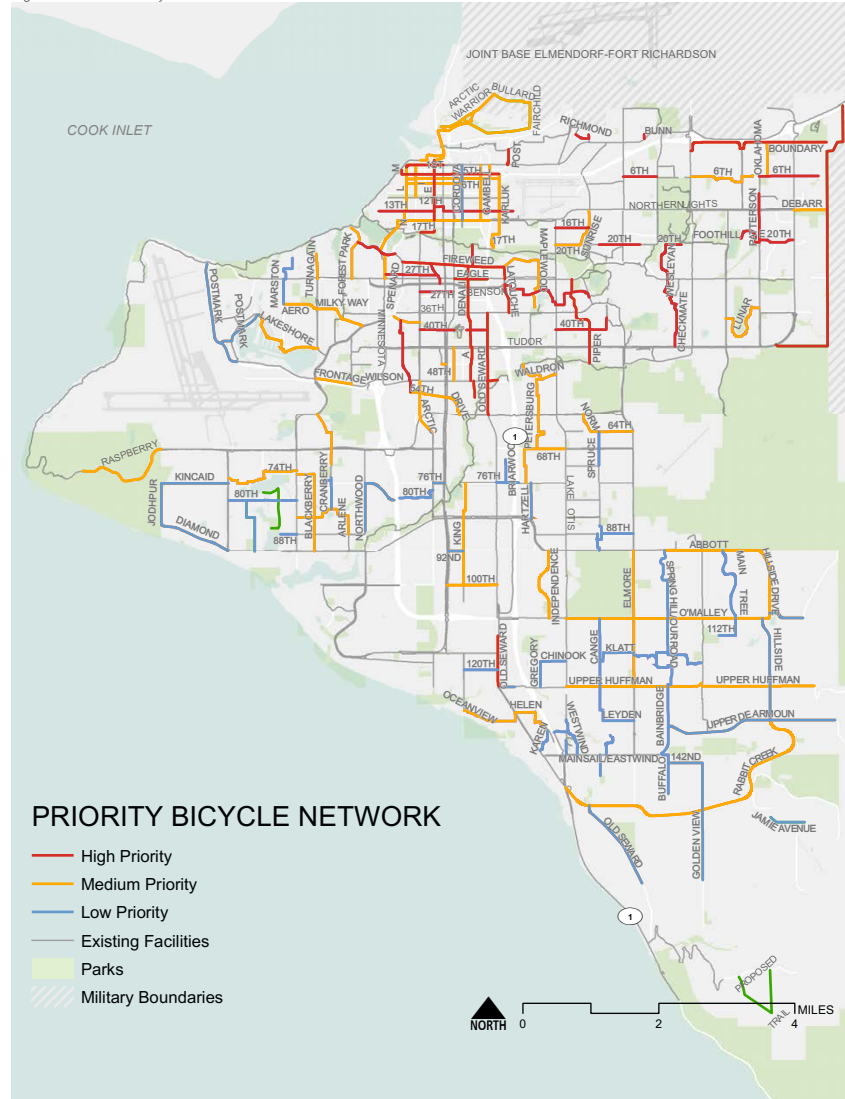 JOINT BASE ELMENDORF-FORT RICHARDSON
COOK INLET
ARCTIC
WARRIOR
BULLARD
FAIRCHILD
RICHMOND
BUNN
POST
OKLAHOMA
BOUNDARY
M
1ST
5TH
6TH
6TH
6TH
6TH
L
E
CORDOVA
GAMBELL
KARLUK
12TH
13TH
NORTHERN LIGHTS
DEBARR
N
17TH
17TH
16TH
SUNRISE
MAPLEWOOD
20TH
20TH
20TH
FOOTHILL
PATTERSON
20TH
FOREST PARK
TURNAGAIN
MARSTON
POSTMARK
POSTMARK
FIREWEED
SPENARD
27TH
EAGLE
LATOUCHE
WESLEYAN
27TH
DENALI
BENSON
MILKY WAY
AERO
LAKESHORE
MINNESOTA
36TH
40TH
40TH
TUDOR
PIPER
CHECKMATE
LUNAR
A
OLD SEWARD
FRONTAGE
WILSON
48TH
WALDRON
54TH
ARCTIC
DRIVE
PETERSBURG
NORM
64TH
1
SPRUCE
68TH
RASPBERRY
BRIARWOOD
74TH
KINCAID
76TH
76TH
80TH
80TH
JODHPUR
BLACKBERRY
CRANBERRY
ARLENE
NORTHWOOD
HARTZELL
LAKE OTIS
DIAMOND
88TH
88TH
KING
92ND
ABBOTT
100TH
INDEPENDENCE
ELMORE
MAIN TREE
HILLSIDE DRIVE
O'MALLEY
112TH
OLD SEWARD
GREGORY
CANGE
KLATT
HILLSIDE
CHINOOK
120TH
UPPER HUFFMAN
UPPER HUFFMAN
OCEANVIEW
HELEN
KAREN
WESTWIND
LEYDEN
BAINBRIDGE
UPPER DE ARMOUN
MAINSAIL/EASTWIND
142ND
BUFFALO
RABBIT CREEK
OLD SEWARD
GOLDEN VIEW
JAMIE AVENUE
1
PROPOSED
TRAIL
PRIORITY BICYCLE NETWORK
High Priority
Medium Priority
Low Priority
Existing Facilities
Parks
Military Boundaries
NORTH
0
2
4
MILES